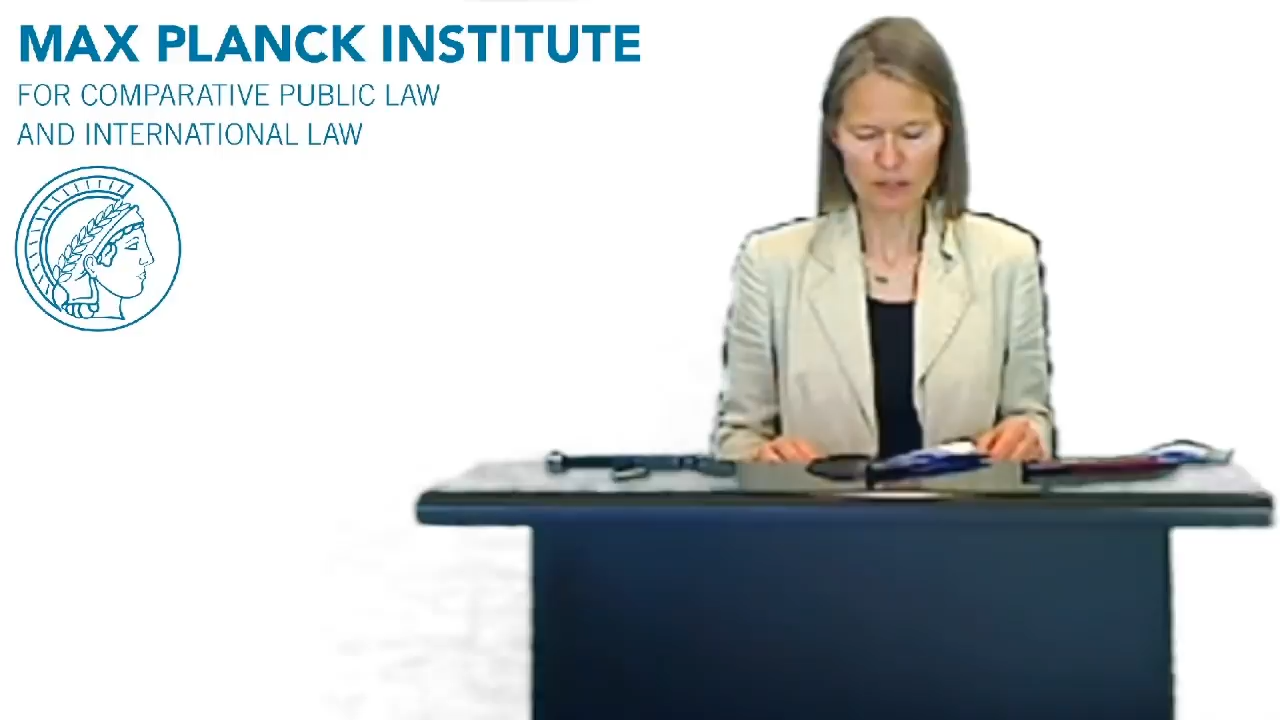 MAX PLANCK INSTITUTE
FOR COMPARATIVE PUBLIC LAW
AND INTERNATIONAL LAW